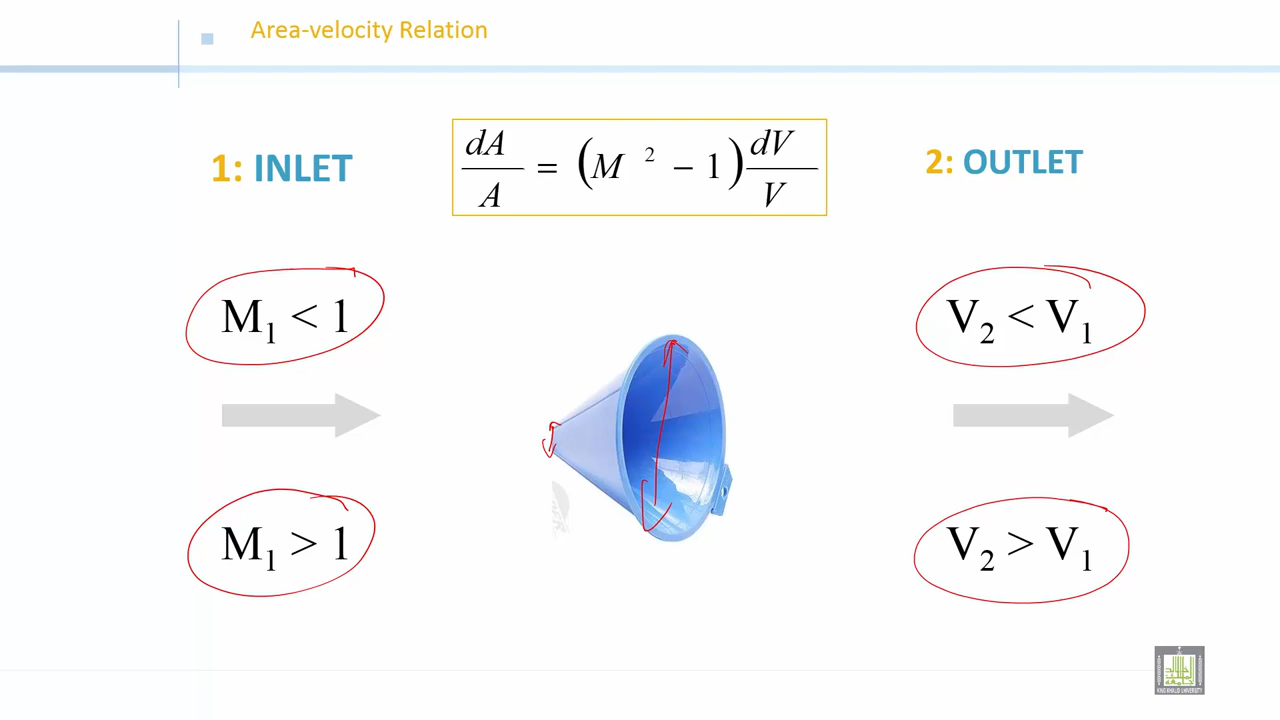 Area-velocity Relation
1: INLET
dA/A = (M² − 1) dV/V
2: OUTLET
M₁ < 1
V₂ < V₁
M₁ > 1
V₂ > V₁
KING KHALID UNIVERSITY